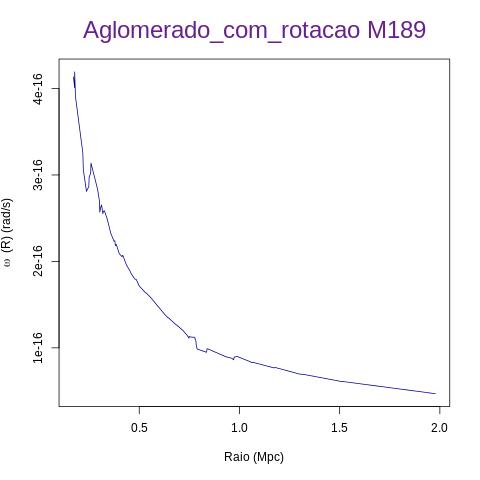 Aglomerado_com_rotacao M189
4e-16
3e-16
2e-16
1e-16
ω (R) (rad/s)
0.5 1.0 1.5 2.0
Raio (Mpc)